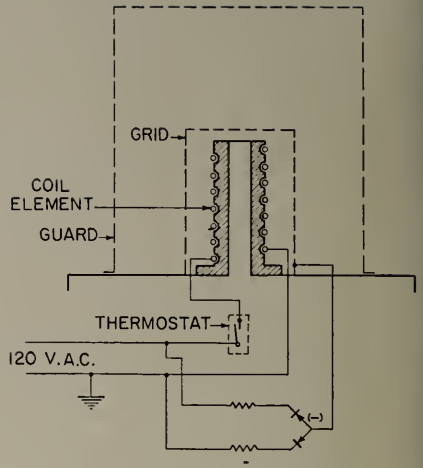 GRID
COIL
ELEMENT
GUARD
THERMOSTAT
120 V. A.C.
(-)